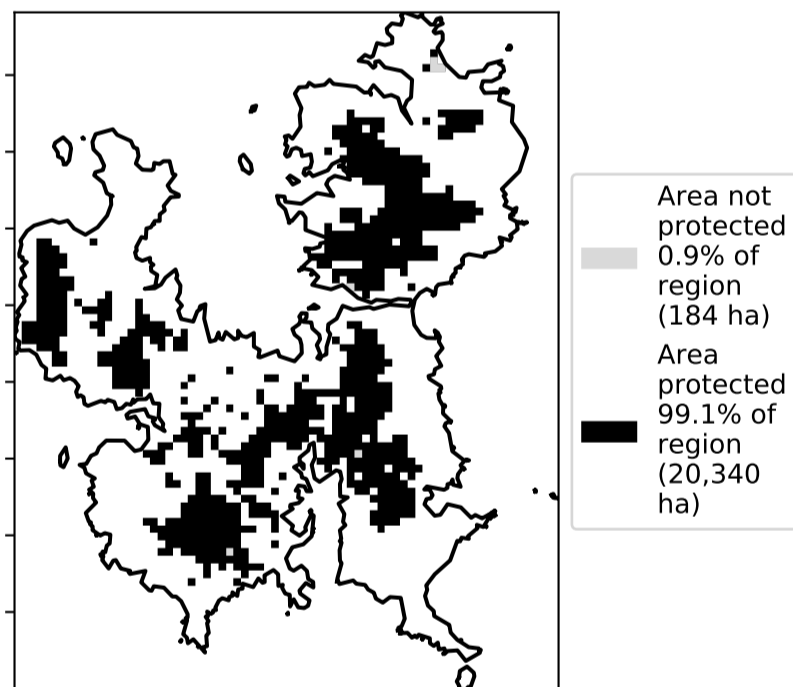 Area not
protected
0.9% of
region
(184 ha)
Area
protected
99.1% of
region
(20,340
ha)